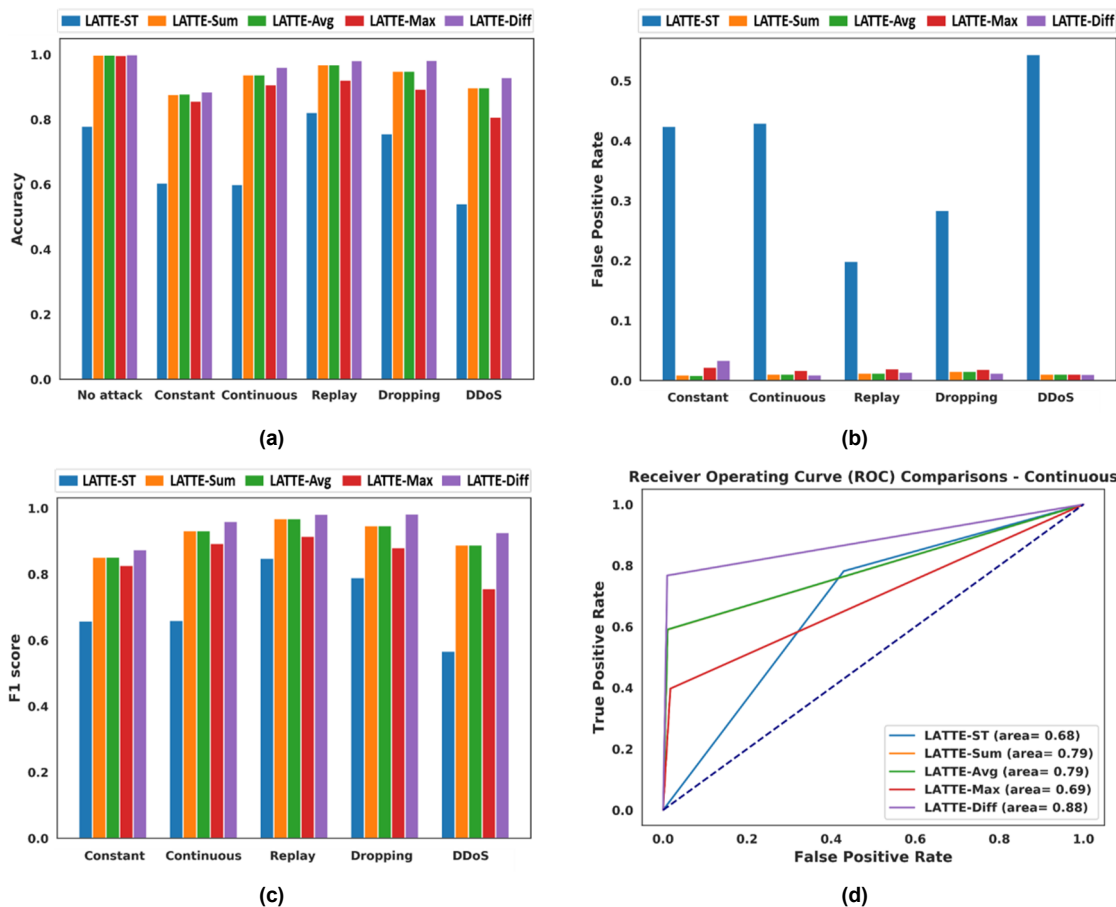 LATTE-ST LATTE-Sum LATTE-Avg LATTE-Max LATTE-Diff
1.0
0.8
0.6
0.4
0.2
0.0
Accuracy
No attack Constant Continuous Replay Dropping DDoS
(a)
LATTE-ST LATTE-Sum LATTE-Avg LATTE-Max LATTE-Diff
0.5
0.4
0.3
0.2
0.1
0.0
False Positive Rate
Constant Continuous Replay Dropping DDoS
(b)
LATTE-ST LATTE-Sum LATTE-Avg LATTE-Max LATTE-Diff
1.0
0.8
0.6
0.4
0.2
0.0
F1 score
Constant Continuous Replay Dropping DDoS
(c)
Receiver Operating Curve (ROC) Comparisons - Continuous
1.0
0.8
0.6
0.4
0.2
0.0
True Positive Rate
LATTE-ST (area= 0.68)
LATTE-Sum (area= 0.79)
LATTE-Avg (area= 0.79)
LATTE-Max (area= 0.69)
LATTE-Diff (area= 0.88)
0.0 0.2 0.4 0.6 0.8 1.0
False Positive Rate
(d)